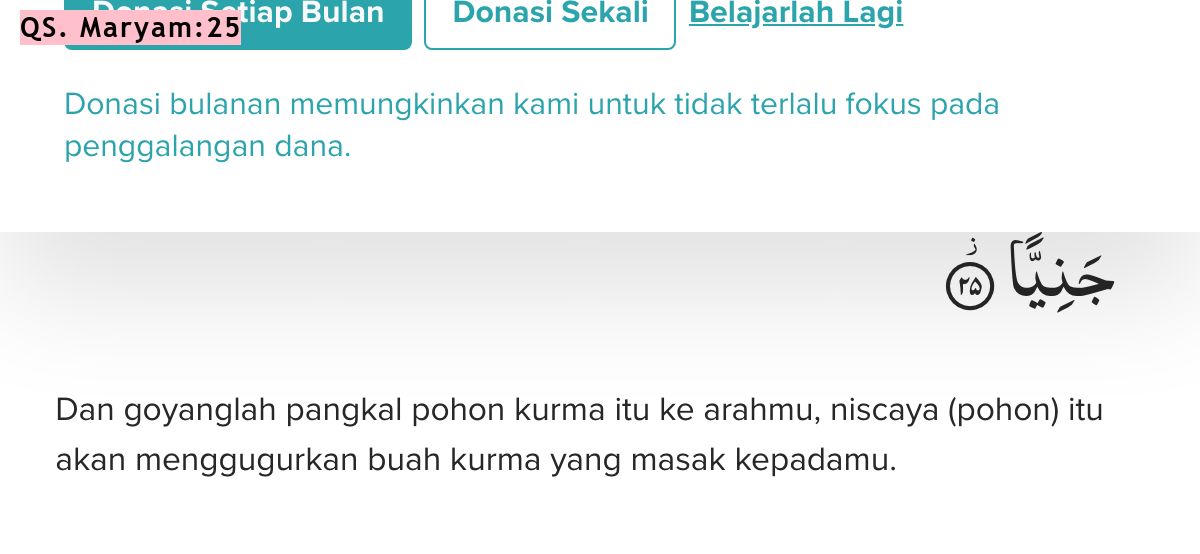 Donasi Setiap Bulan Donasi Sekali Belajarlah Lagi
QS. Maryam:25
Donasi bulanan memungkinkan kami untuk tidak terlalu fokus pada
penggalangan dana.
جَنِيًّا ۖ ٢٥
Dan goyanglah pangkal pohon kurma itu ke arahmu, niscaya (pohon) itu
akan menggugurkan buah kurma yang masak kepadamu.